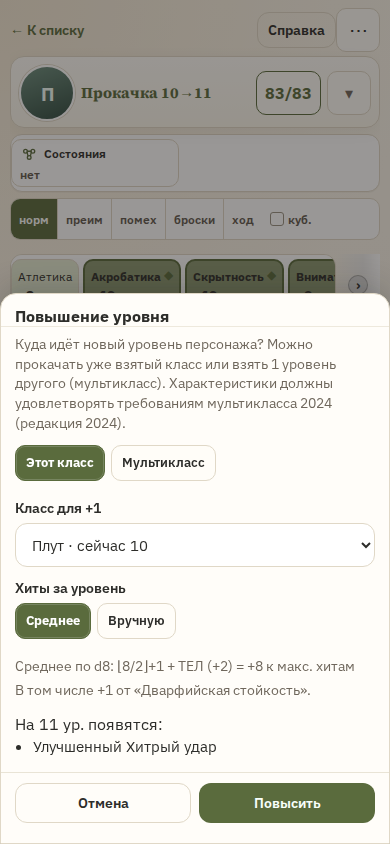 ← К списку
Справка
...
П
Прокачка 10→11
83/83
▾
Состояния
нет
норм
преим
помех
броски
ход
куб.
Атлетика
Акробатика
Скрытность
Внимат
›
Повышение уровня
Куда идёт новый уровень персонажа? Можно
прокачать уже взятый класс или взять 1 уровень
другого (мультикласс). Характеристики должны
удовлетворять требованиям мультикласса 2024
(редакция 2024).
Этот класс
Мультикласс
Класс для +1
Плут · сейчас 10
Хиты за уровень
Среднее
Вручную
Среднее по d8: ⌊8/2⌋+1 + ТЕЛ (+2) = +8 к макс. хитам
В том числе +1 от «Дварфийская стойкость».
На 11 ур. появятся:
• Улучшенный Хитрый удар
Отмена
Повысить